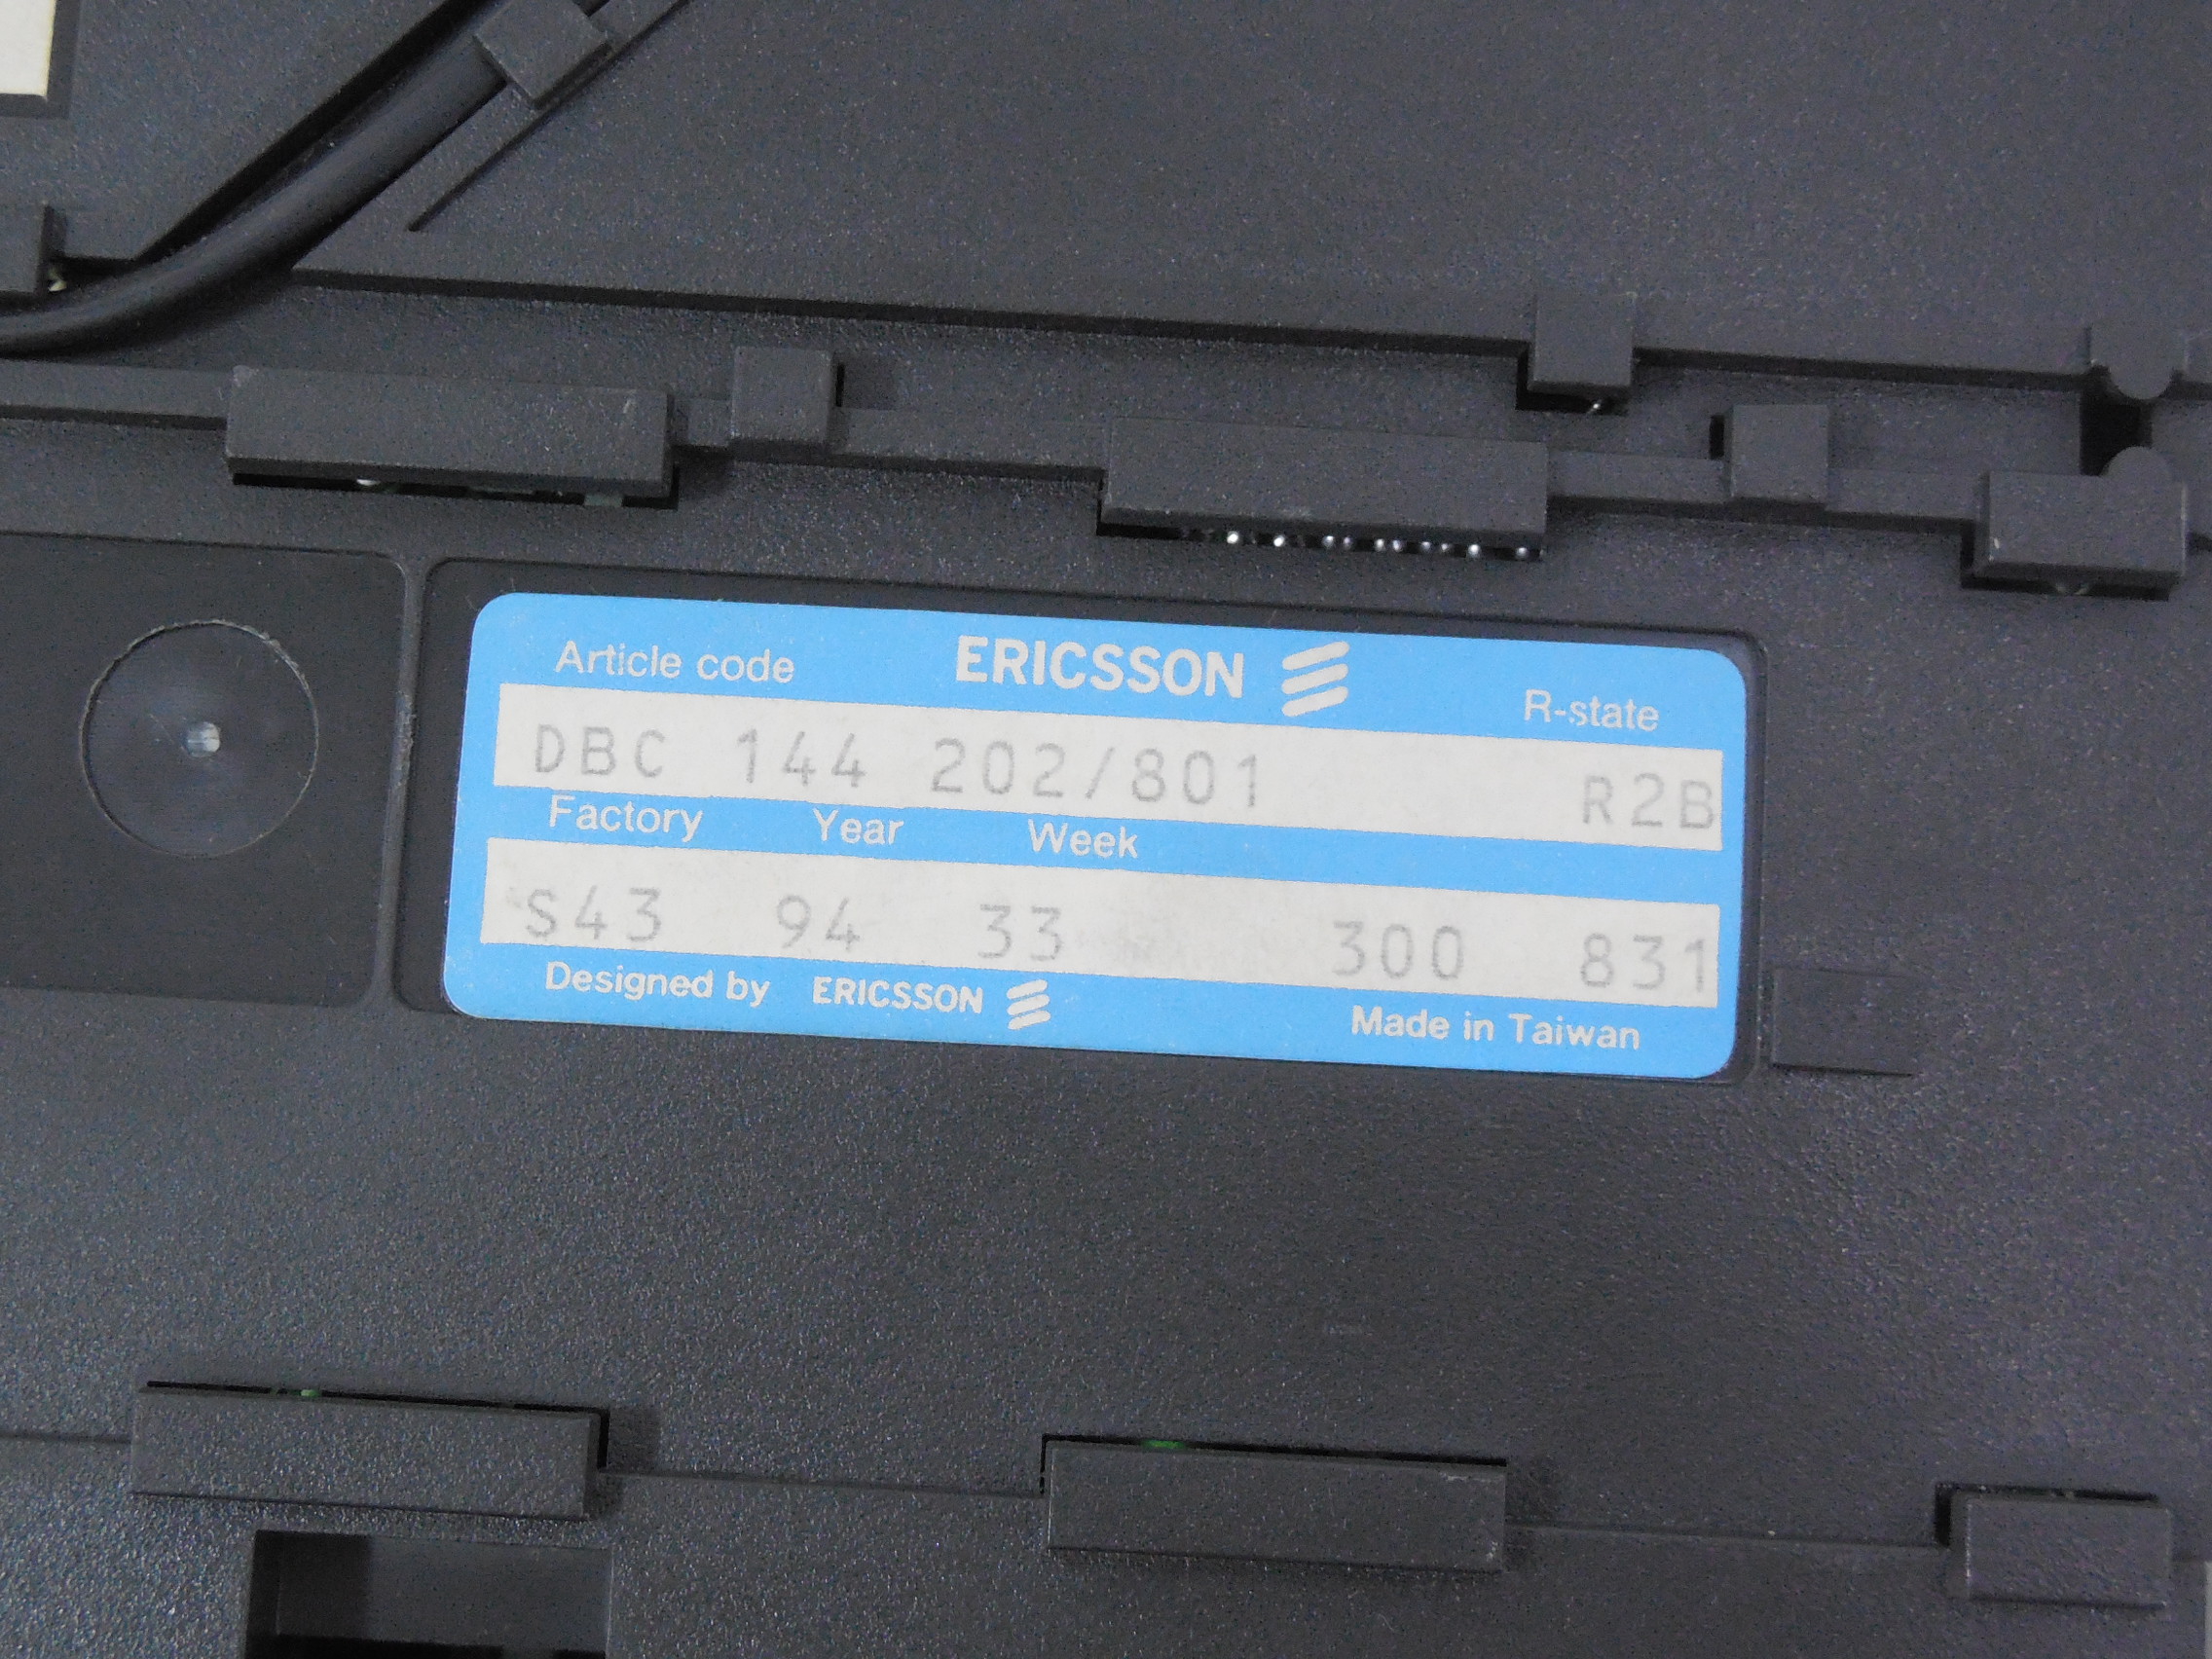 Article code ERICSSON R-state
DBC 144 202/801 R2B
Factory Year Week
S43 94 33 300 831
Designed by ERICSSON Made in Taiwan